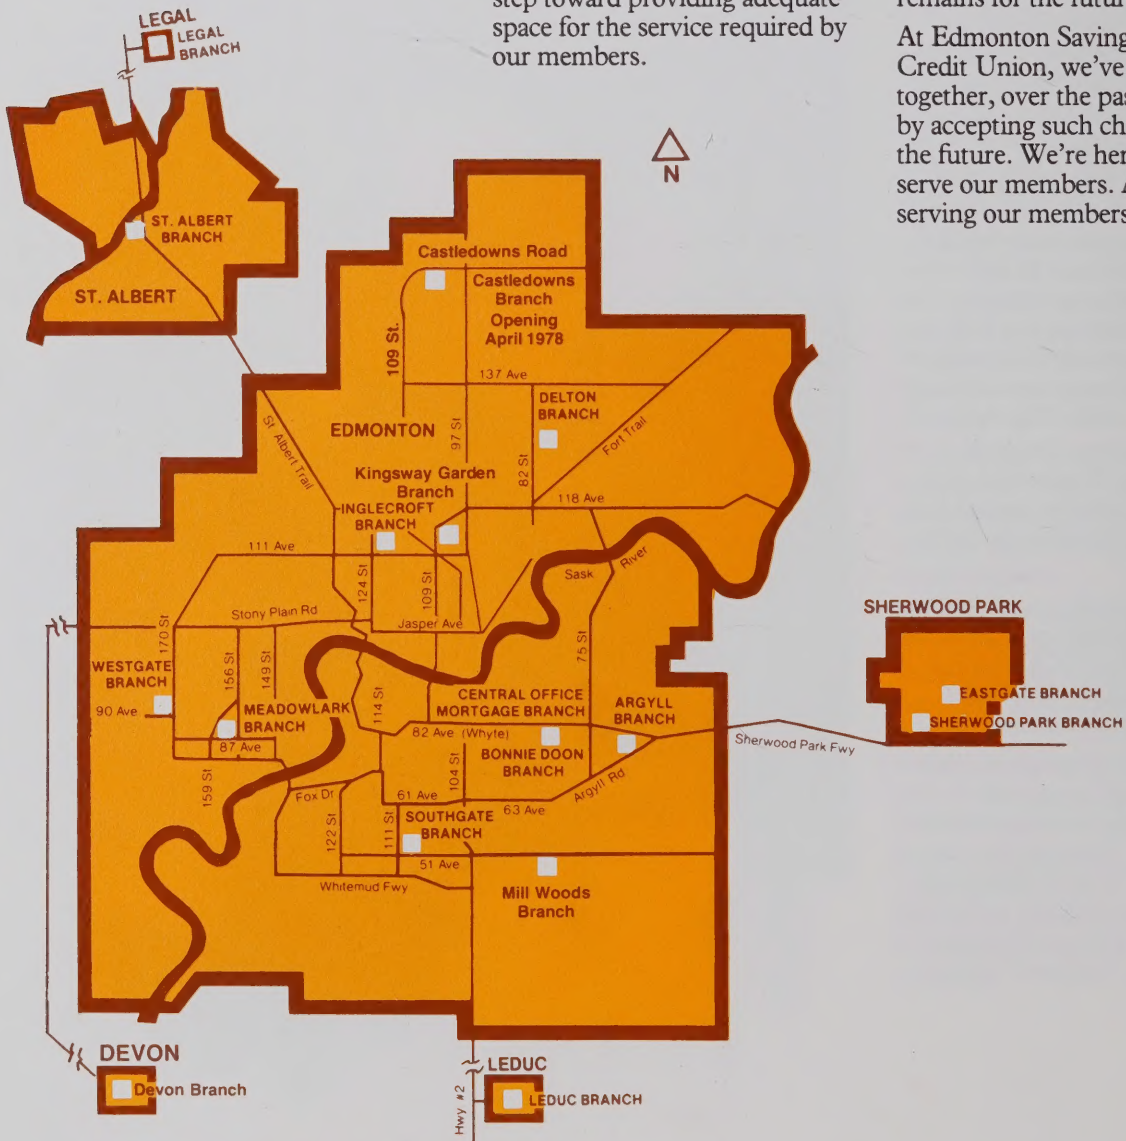 step toward providing adequate
space for the service required by
our members.
remains for the futur
At Edmonton Saving
Credit Union, we've
together, over the pas
by accepting such ch
the future. We're her
serve our members. A
serving our members
LEGAL
LEGAL
BRANCH
N
ST. ALBERT
BRANCH
ST. ALBERT
Castledowns Road
Castledowns
Branch
Opening
April 1978
109 St.
137 Ave
DELTON
BRANCH
EDMONTON
97 St
82 St
Fort Trail
St Albert Trail
Kingsway Garden
Branch
INGLECROFT
BRANCH
118 Ave
111 Ave
124 St
109 St
Sask
River
Stony Plain Rd
Jasper Ave
170 St
156 St
149 St
75 St
SHERWOOD PARK
WESTGATE
BRANCH
90 Ave
MEADOWLARK
BRANCH
87 Ave
114 St
CENTRAL OFFICE
MORTGAGE BRANCH
ARGYLL
BRANCH
EASTGATE BRANCH
SHERWOOD PARK BRANCH
82 Ave (Whyte)
BONNIE DOON
BRANCH
Sherwood Park Fwy
159 St
Fox Dr
104 St
61 Ave
63 Ave
Argyll Rd
122 St
111 St
SOUTHGATE
BRANCH
51 Ave
Whitemud Fwy
Mill Woods
Branch
DEVON
Devon Branch
Hwy #2
LEDUC
LEDUC BRANCH